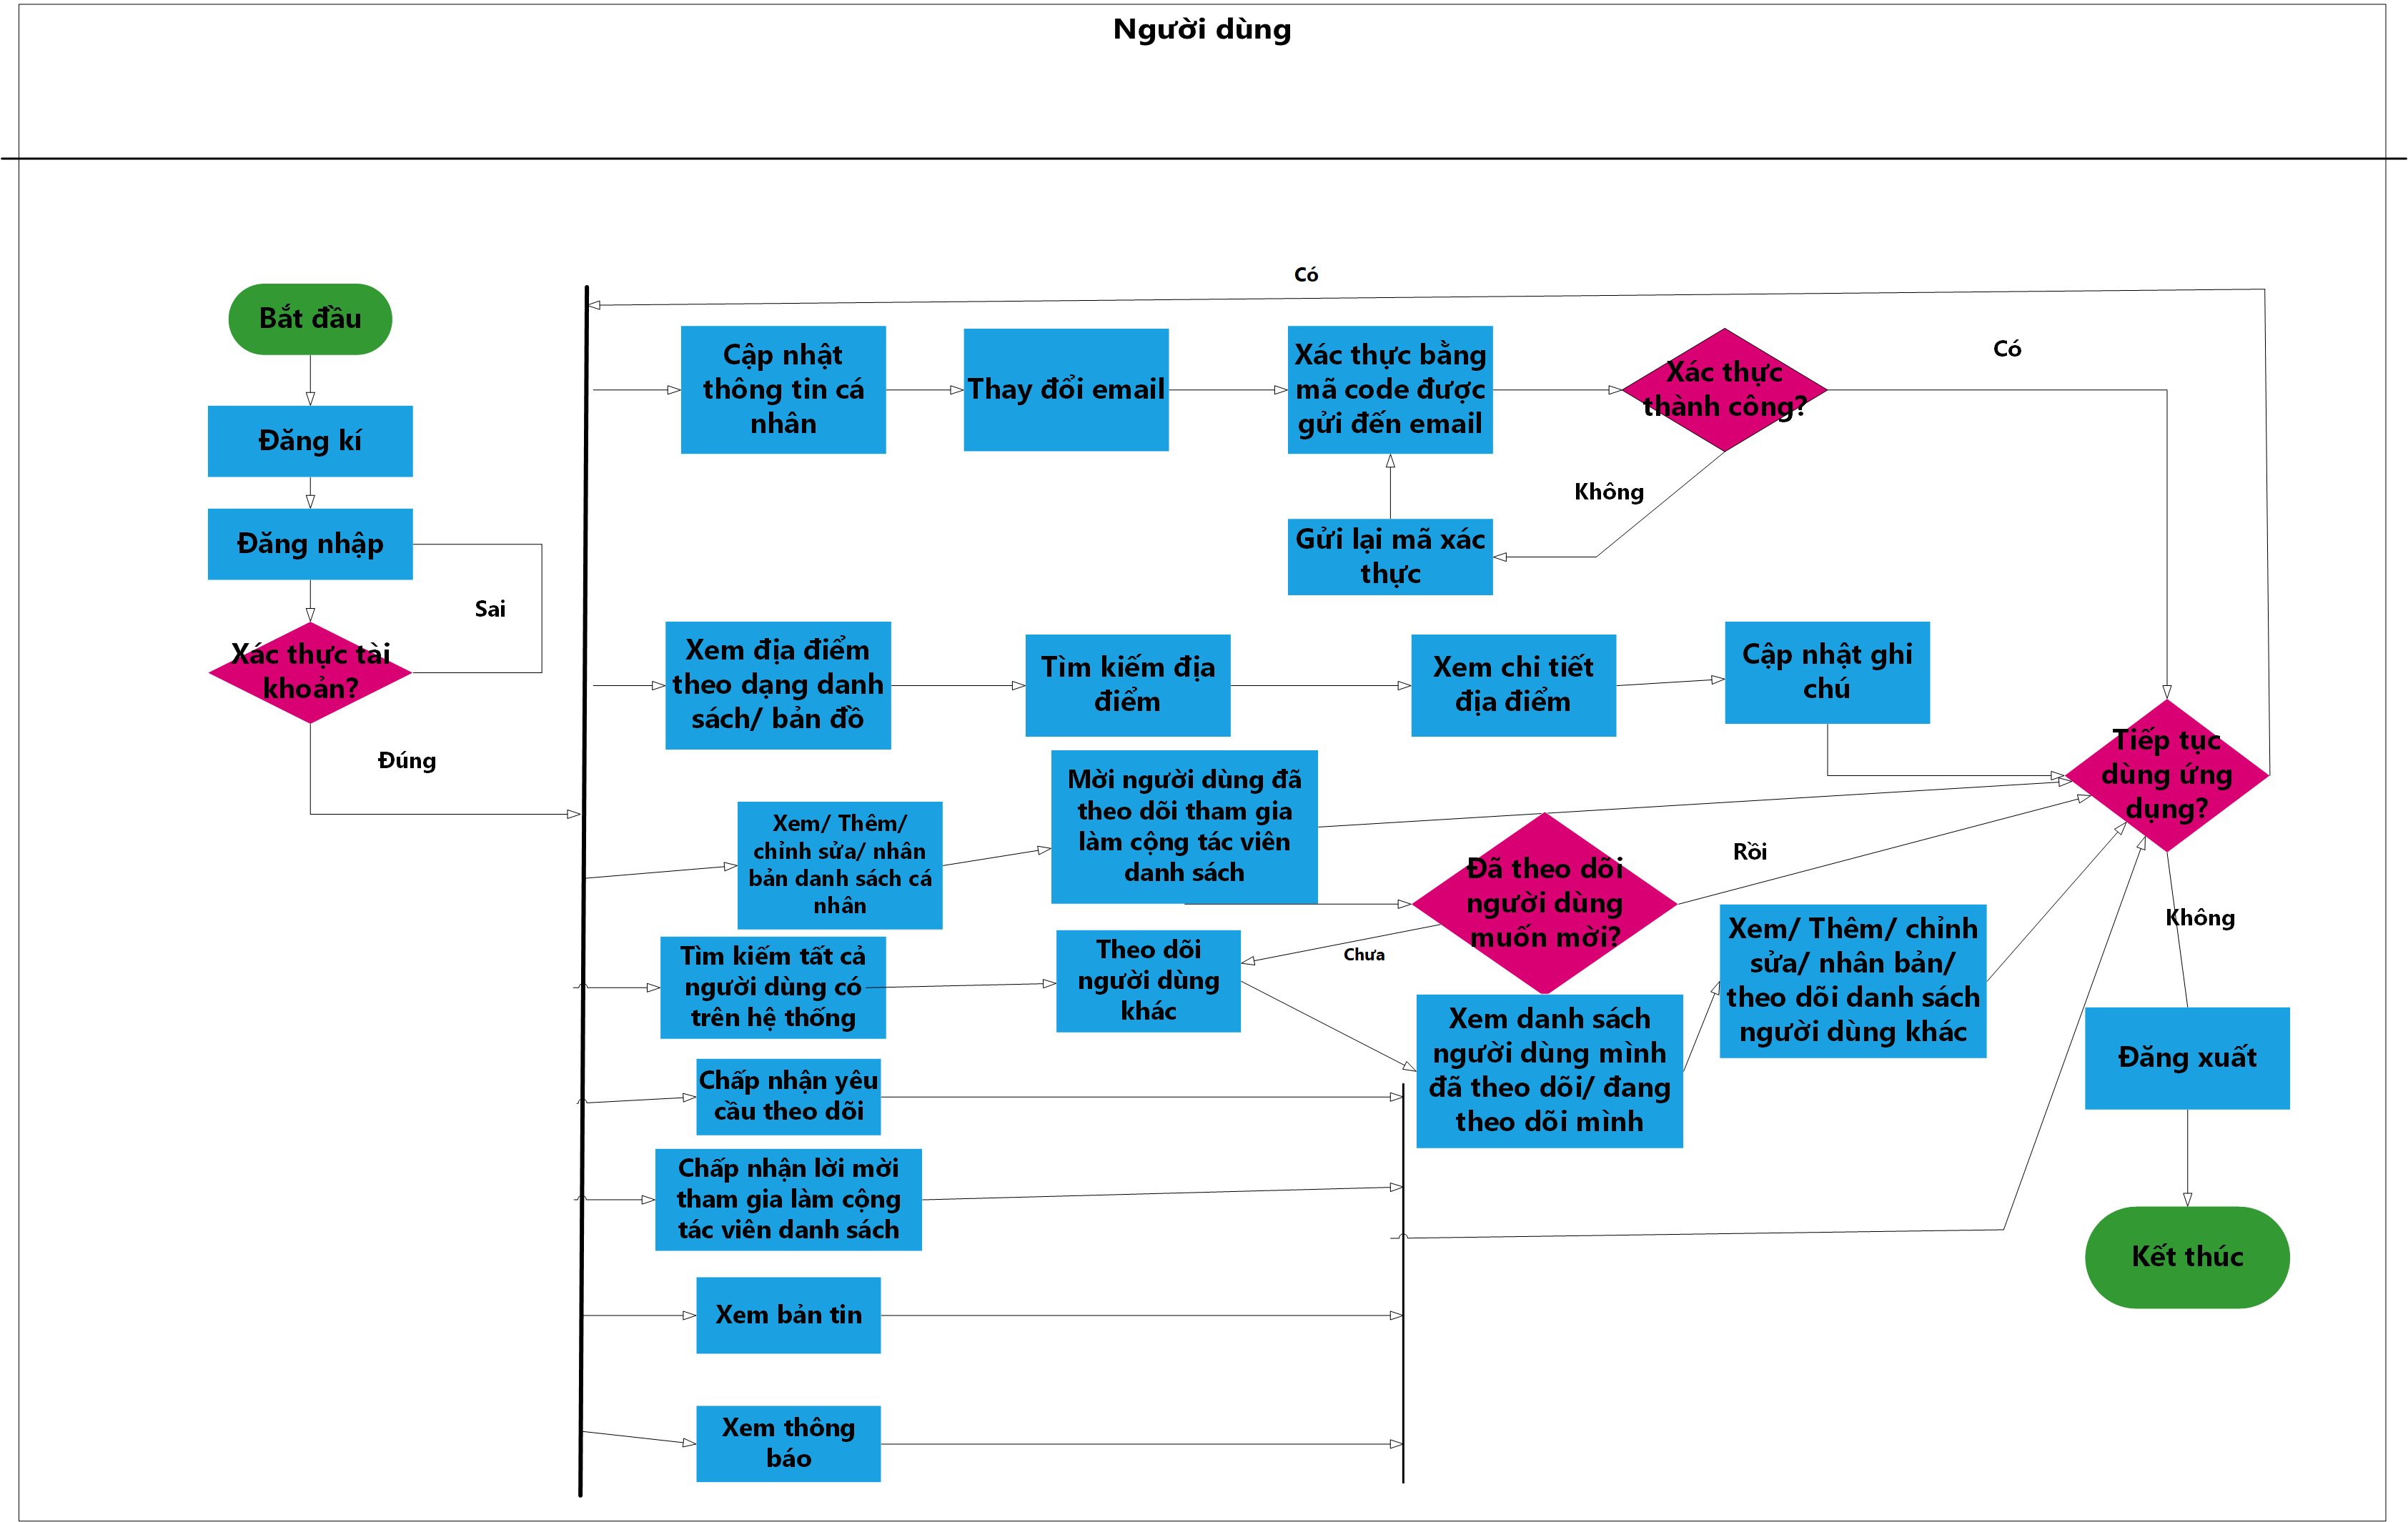 Người dùng
Có
Bắt đầu
Cập nhật
thông tin cá
nhân
Thay đổi email
Xác thực bằng
mã code được
gửi đến email
Xác thực
thành công?
Có
Đăng kí
Không
Đăng nhập
Gửi lại mã xác
thực
Sai
Xác thực tài
khoản?
Xem địa điểm
theo dạng danh
sách/ bản đồ
Tìm kiếm địa
điểm
Xem chi tiết
địa điểm
Cập nhật ghi
chú
Đúng
Tiếp tục
dùng ứng
dụng?
Mời người dùng đã
theo dõi tham gia
làm cộng tác viên
danh sách
Xem/ Thêm/
chỉnh sửa/ nhân
bản danh sách cá
nhân
Đã theo dõi
người dùng
muốn mời?
Rồi
Không
Chưa
Tìm kiếm tất cả
người dùng có
trên hệ thống
Theo dõi
người dùng
khác
Xem/ Thêm/ chỉnh
sửa/ nhân bản/
theo dõi danh sách
người dùng khác
Xem danh sách
người dùng mình
đã theo dõi/ đang
theo dõi mình
Đăng xuất
Chấp nhận yêu
cầu theo dõi
Chấp nhận lời mời
tham gia làm cộng
tác viên danh sách
Kết thúc
Xem bản tin
Xem thông
báo